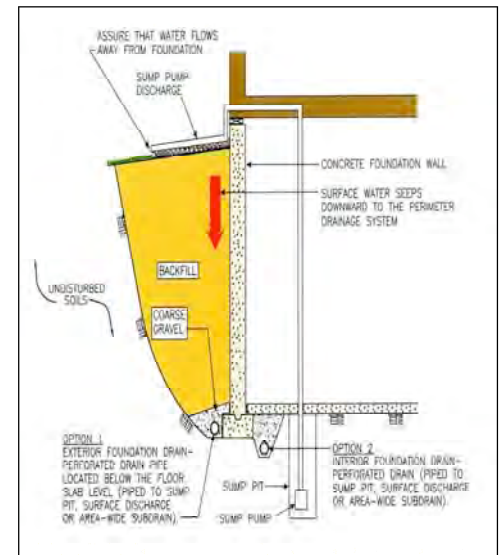 ASSURE THAT WATER FLOWS
AWAY FROM FOUNDATION
SUMP PUMP
DISCHARGE
CONCRETE FOUNDATION WALL
SURFACE WATER SEEPS
DOWNWARD TO THE PERIMETER
DRAINAGE SYSTEM
BACKFILL
UNDISTURBED
SOILS
COARSE
GRAVEL
OPTION 1
EXTERIOR FOUNDATION DRAIN-
PERFORATED DRAIN PIPE
LOCATED BELOW THE FLOOR
SLAB LEVEL (PIPED TO SUMP
PIT, SURFACE DISCHARGE
OR AREA-WIDE SUBDRAIN).
SUMP PIT
SUMP PUMP
OPTION 2
INTERIOR FOUNDATION DRAIN-
PERFORATED DRAIN (PIPED TO
SUMP PIT, SURFACE DISCHARGE
OR AREA-WIDE SUBDRAIN).